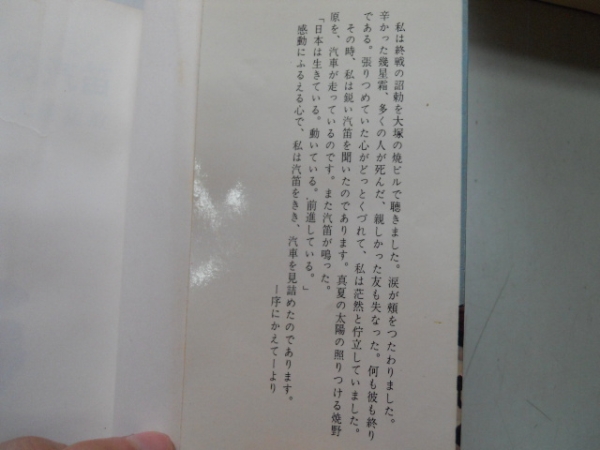 私は終戦の詔勅を大塚の焼ビルで聴きました。涙が頬をつたわりました。
辛かった幾星霜、多くの人が死んだ、親しかった友も失なった。何も彼も終り
である。張りつめていた心がどっとくづれて、私は茫然と佇立していました。
その時、私は鋭い汽笛を聞いたのであります。真夏の太陽の照りつける焼野
原を、汽車が走っているのです。また汽笛が鳴った。
「日本は生きている。動いている。前進している。」
感動にふるえる心で、私は汽笛をきき、汽車を見詰めたのであります。
ー序にかえてーより